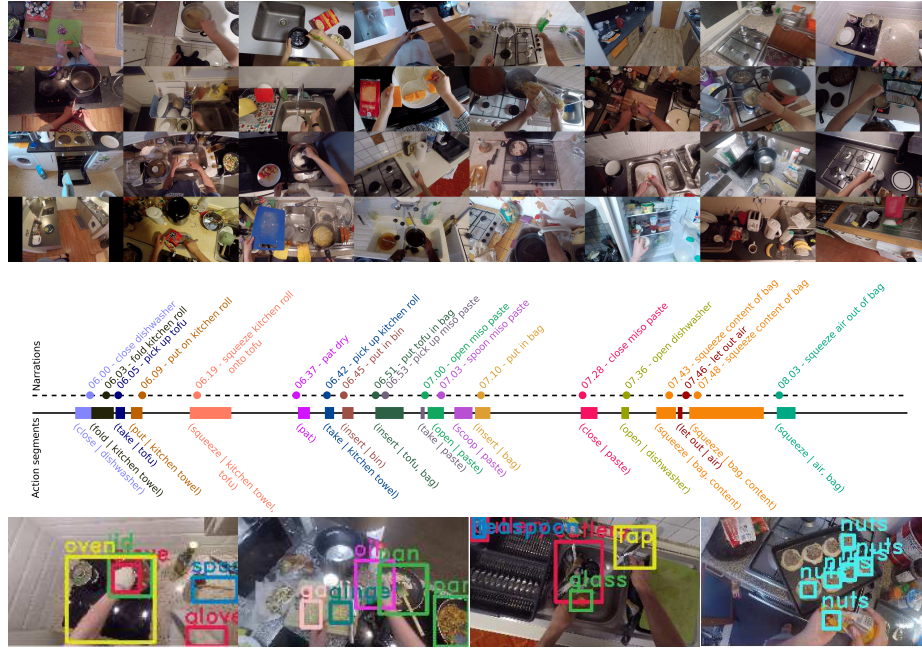 Narrations
06.00 - close dishwasher
06.03 - fold kitchen roll
06.05 - pick up tofu
06.09 - put on kitchen roll
06.19 - squeeze kitchen roll
onto tofu
06.37 - pat dry
06.42 - pick up kitchen roll
06.45 - put in bin
06.51 - put tofu in bag
06.53 - pick up miso paste
07.00 - open miso paste
07.03 - spoon miso paste
07.10 - put in bag
07.28 - close miso paste
07.36 - open dishwasher
07.43 - squeeze content of bag
07.46 - let out air
07.48 - squeeze content of bag
08.03 - squeeze air out of bag
Action segments
(close | dishwasher)
(fold | kitchen towel)
(take | tofu)
(put | kitchen towel)
(squeeze | kitchen towel,
tofu)
(pat)
(take | kitchen towel)
(insert | bin)
(insert | tofu, bag)
(take | paste)
(open | paste)
(scoop | paste)
(insert | bag)
(close | paste)
(open | dishwasher)
(squeeze | bag, content)
(let out | air)
(squeeze | bag, content)
(squeeze | air, bag)
oven
lid
glove
pan
pan
teaspoon
tap
glass
nuts
nuts
nuts
nuts